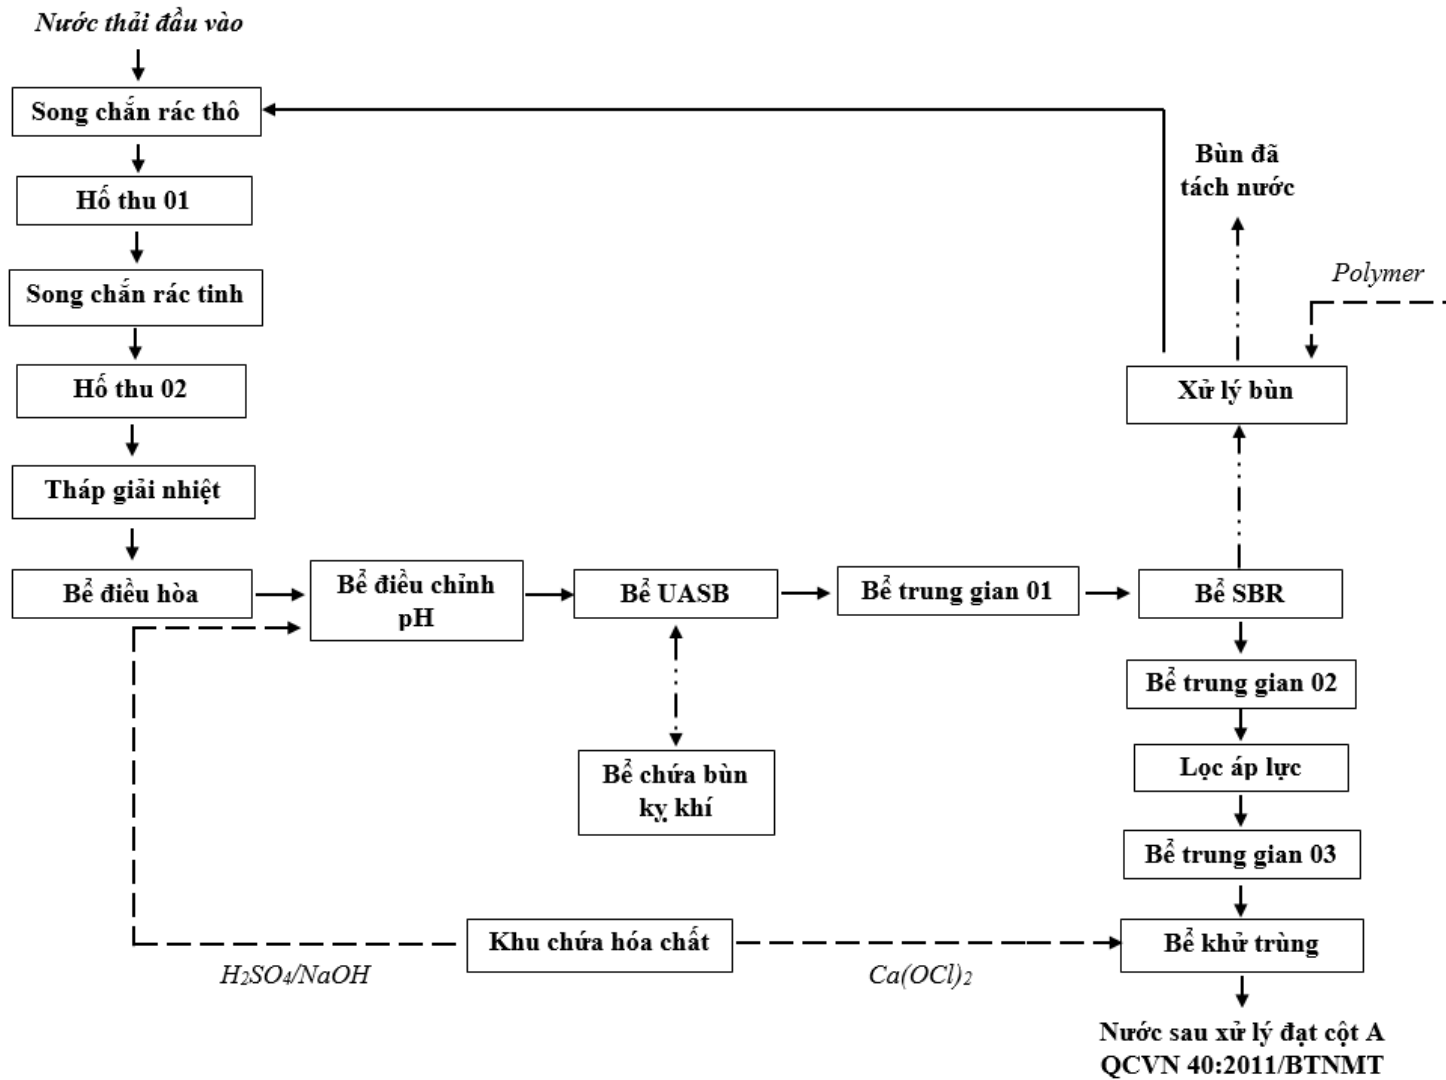 Nước thải đầu vào
Song chắn rác thô
Hố thu 01
Song chắn rác tinh
Hố thu 02
Tháp giải nhiệt
Bể điều hòa
Bể điều chỉnh
pH
Bể UASB
Bể trung gian 01
Bể SBR
Bùn đã
tách nước
Polymer
Xử lý bùn
Bể trung gian 02
Lọc áp lực
Bể trung gian 03
Bể chứa bùn
kỵ khí
Khu chứa hóa chất
Bể khử trùng
H₂SO₄/NaOH
Ca(OCl)₂
Nước sau xử lý đạt cột A
QCVN 40:2011/BTNMT